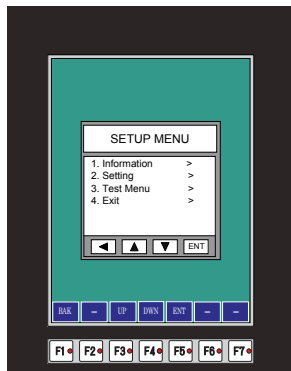 SETUP MENU
1. Information >
2. Setting >
3. Test Menu >
4. Exit >
ENT
BAK – UP DWN ENT – –
F1 F2 F3 F4 F5 F6 F7